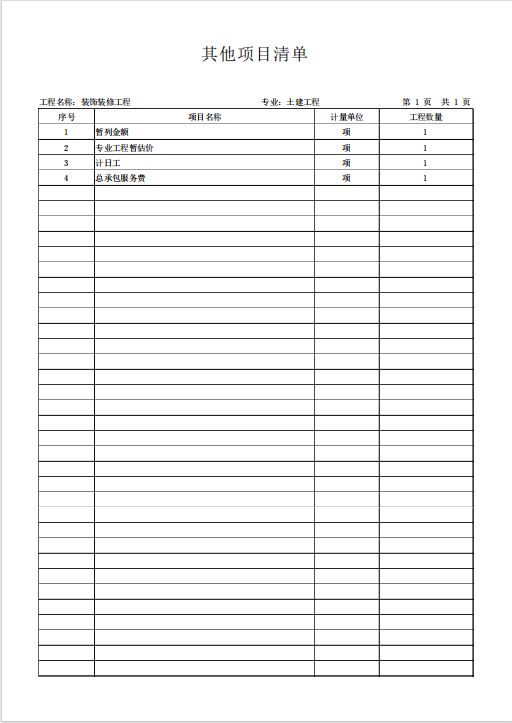 其他项目清单
工程名称：装饰装修工程 专业：土建工程 第 1 页 共 1 页
序号 项目名称 计量单位 工程数量
1 暂列金额 项 1
2 专业工程暂估价 项 1
3 计日工 项 1
4 总承包服务费 项 1